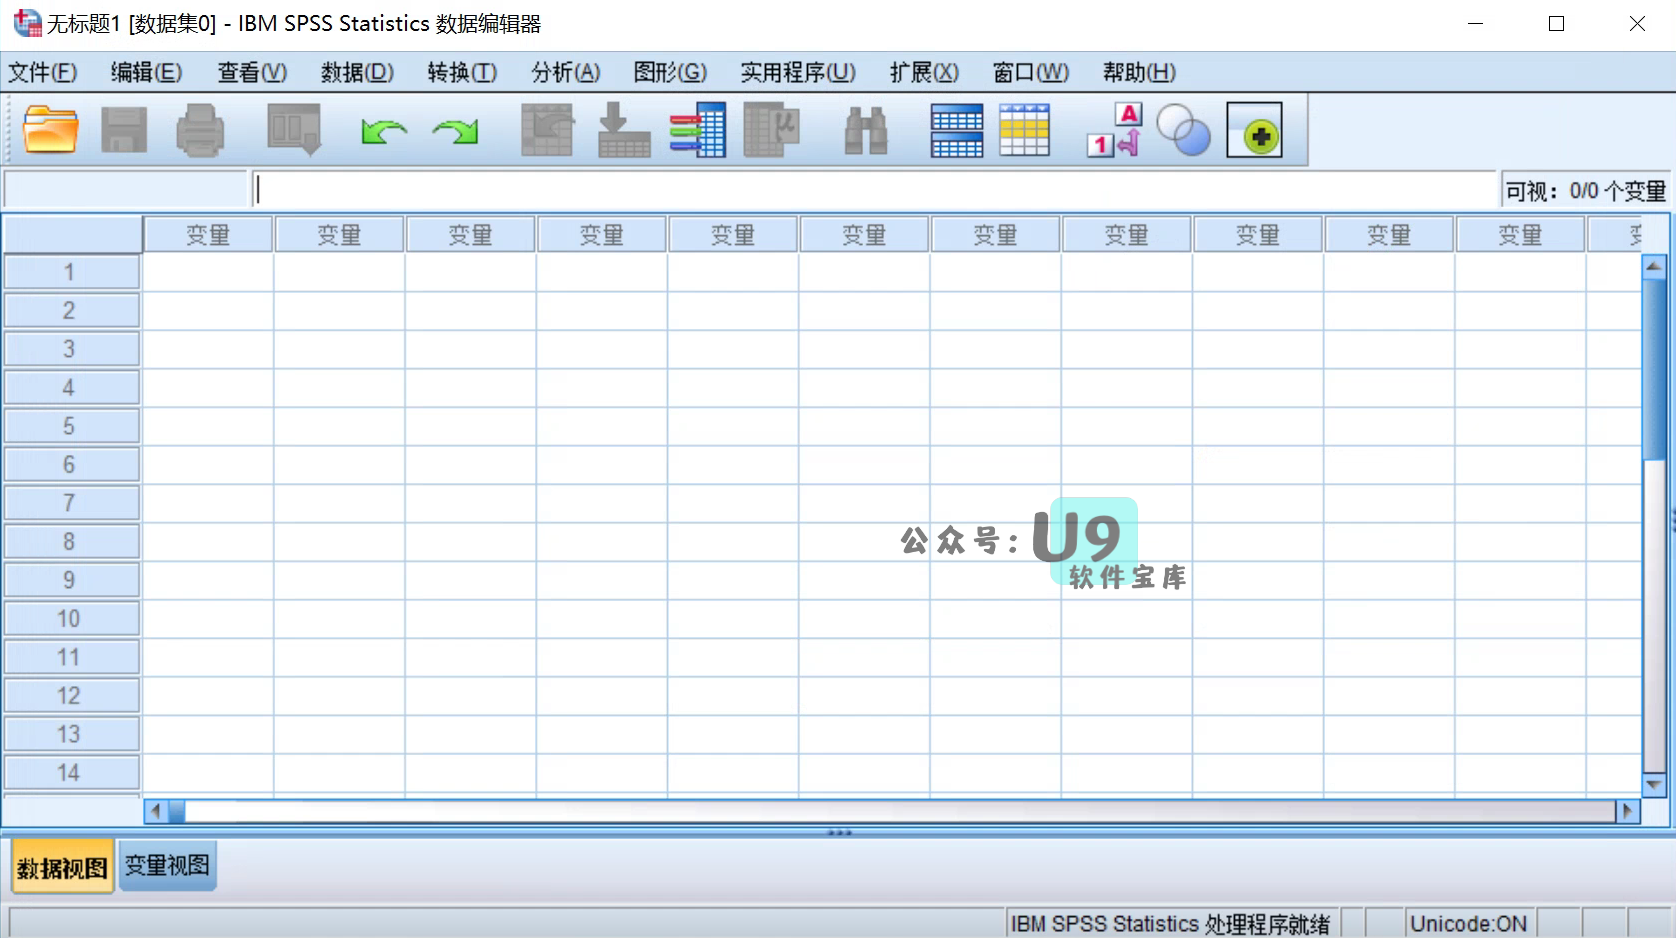 无标题1 [数据集0] - IBM SPSS Statistics 数据编辑器
文件(F) 编辑(E) 查看(V) 数据(D) 转换(T) 分析(A) 图形(G) 实用程序(U) 扩展(X) 窗口(W) 帮助(H)
μ A 1
可视: 0/0 个变量
变量 变量 变量 变量 变量 变量 变量 变量 变量 变量 变量
1
2
3
4
5
6
7
8
公众号: U9
软件宝库
9
10
11
12
13
14
数据视图 变量视图
IBM SPSS Statistics 处理程序就绪 Unicode:ON